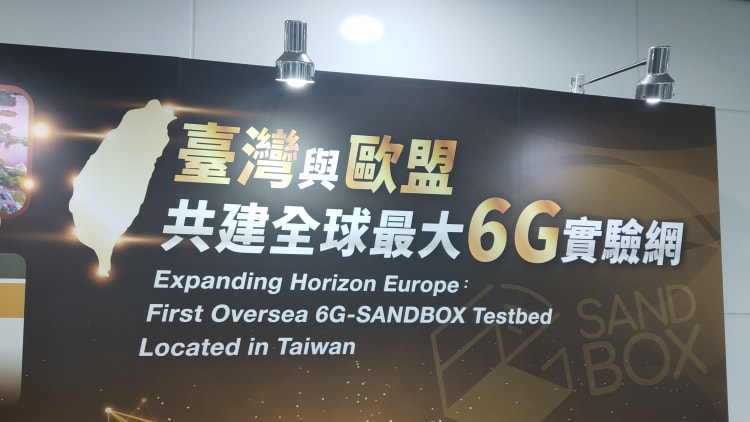 臺灣與歐盟
共建全球最大6G實驗網
Expanding Horizon Europe：
First Oversea 6G-SANDBOX Testbed
Located in Taiwan
SAND
BOX